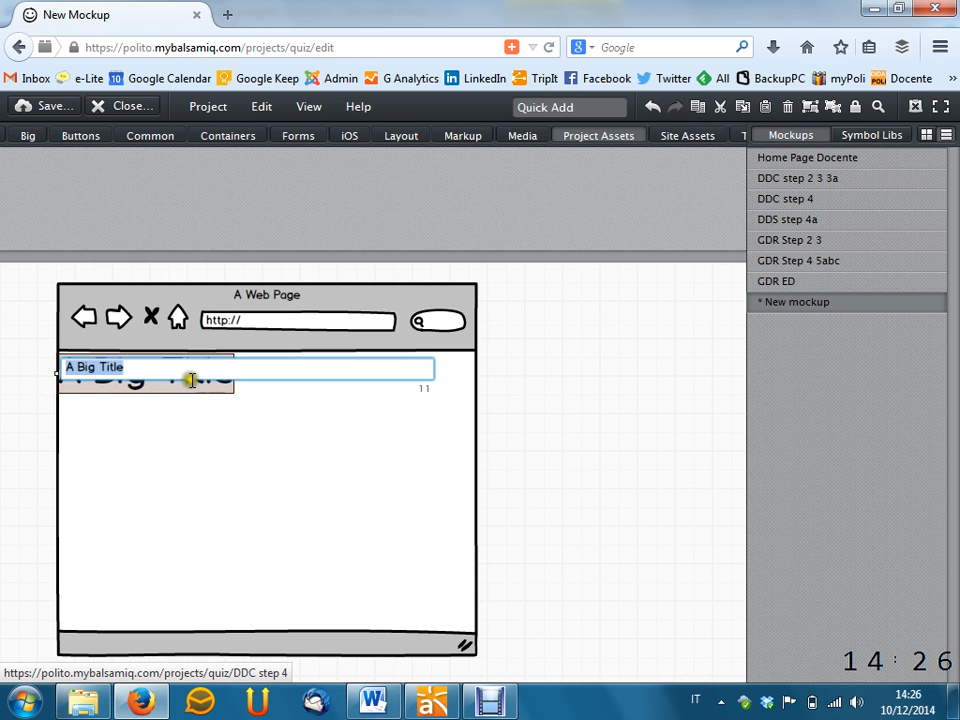 New Mockup
https://polito.mybalsamiq.com/projects/quiz/edit
Google
Inbox e-Lite Google Calendar Google Keep Admin G Analytics LinkedIn TripIt Facebook Twitter All BackupPC myPoli Docente »
Save... Close... Project Edit View Help Quick Add
Big Buttons Common Containers Forms iOS Layout Markup Media Project Assets Site Assets T Mockups Symbol Libs
Home Page Docente
DDC step 2 3 3a
DDC step 4
DDS step 4a
GDR Step 2 3
GDR Step 4 5abc
GDR ED
* New mockup
A Web Page
http://
A Big Title
A Big Title
11
14:26
https://polito.mybalsamiq.com/projects/quiz/DDC step 4
IT
14:26
10/12/2014